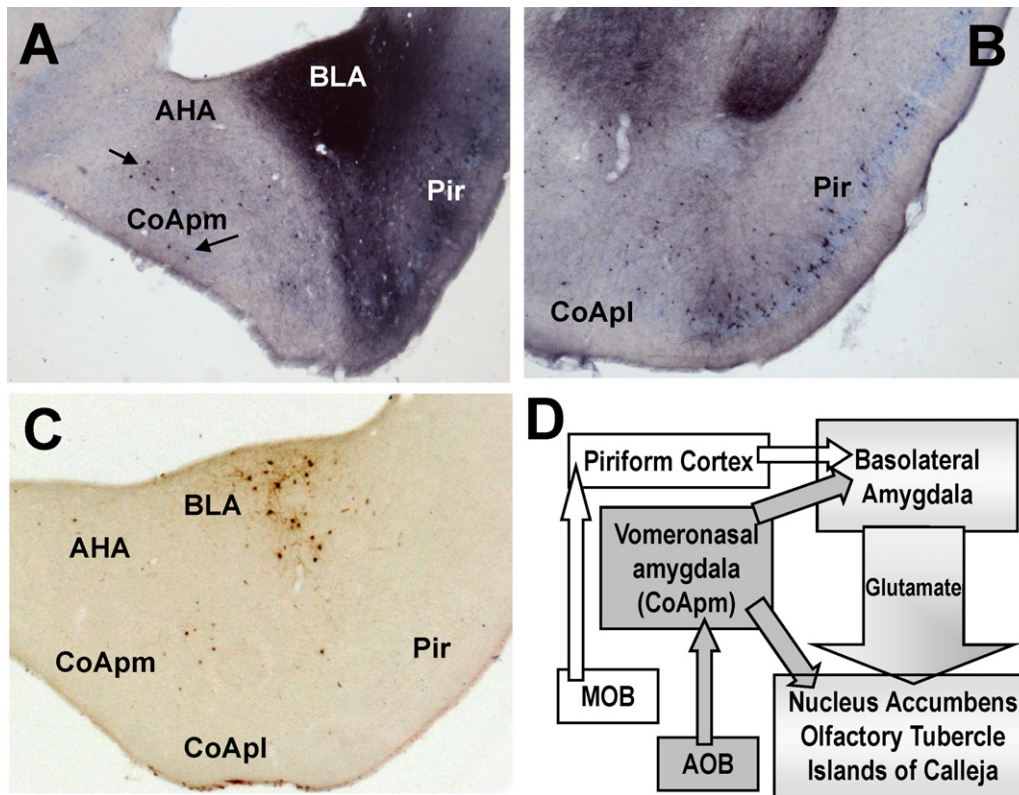 A
BLA
AHA
Pir
CoApm
B
Pir
CoApl
C
BLA
AHA
CoApm
Pir
CoApl
D
Piriform Cortex
Basolateral
Amygdala
Vomeronasal
amygdala
(CoApm)
Glutamate
MOB
AOB
Nucleus Accumbens
Olfactory Tubercle
Islands of Calleja